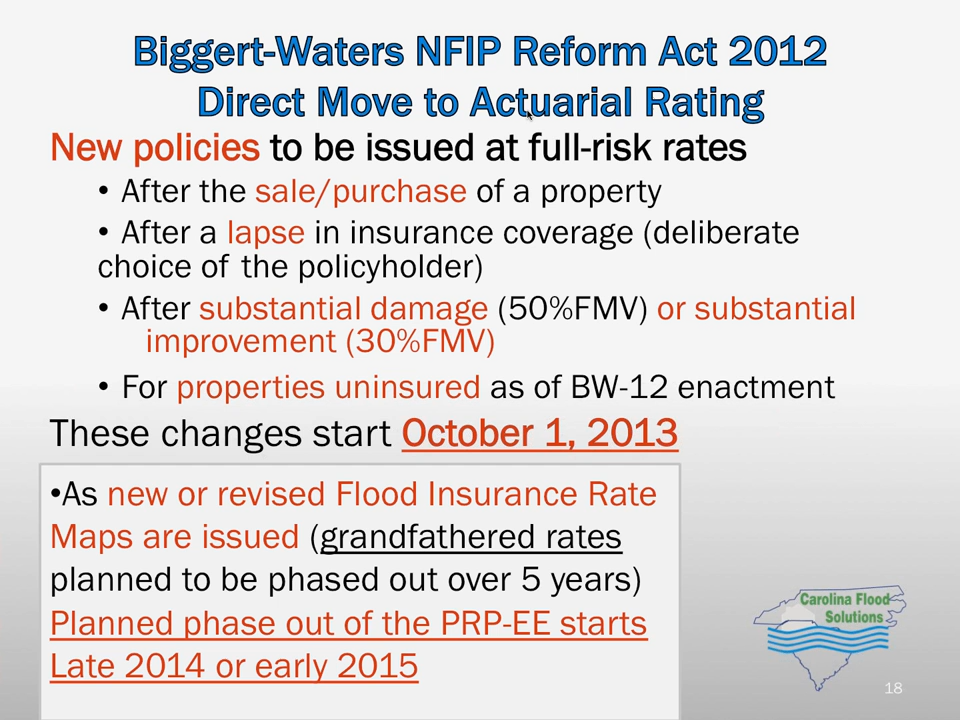 Biggert-Waters NFIP Reform Act 2012
Direct Move to Actuarial Rating
New policies to be issued at full-risk rates
• After the sale/purchase of a property
• After a lapse in insurance coverage (deliberate
choice of the policyholder)
• After substantial damage (50%FMV) or substantial
improvement (30%FMV)
• For properties uninsured as of BW-12 enactment
These changes start October 1, 2013
•As new or revised Flood Insurance Rate
Maps are issued (grandfathered rates
planned to be phased out over 5 years)
Planned phase out of the PRP-EE starts
Late 2014 or early 2015
Carolina Flood
Solutions
18